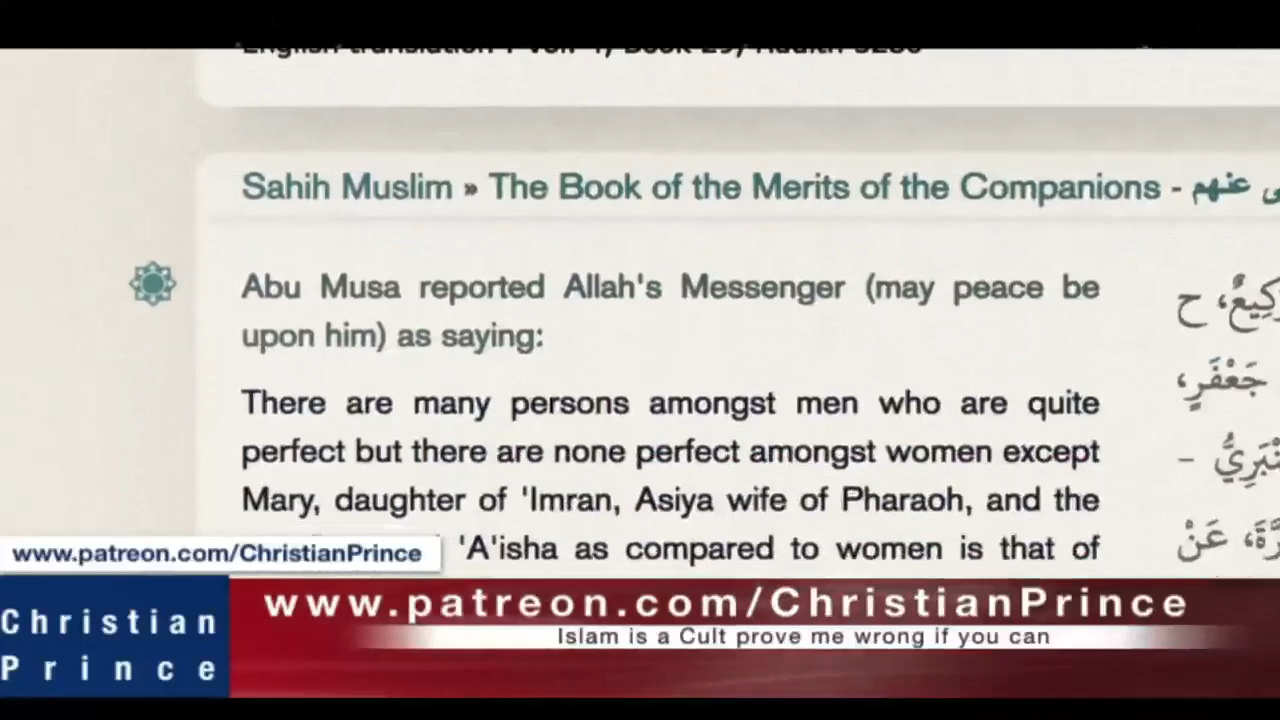 Sahih Muslim » The Book of the Merits of the Companions - ى عنهم
Abu Musa reported Allah's Messenger (may peace be
upon him) as saying:
There are many persons amongst men who are quite
perfect but there are none perfect amongst women except
Mary, daughter of 'Imran, Asiya wife of Pharaoh, and the
'A'isha as compared to women is that of
كِيعٌ، ح
جَعْفَرٍ،
نْبَرِيُّ -
رَّةَ، عَنْ
www.patreon.com/ChristianPrince
Christian
Prince
www.patreon.com/ChristianPrince
Islam is a Cult prove me wrong if you can